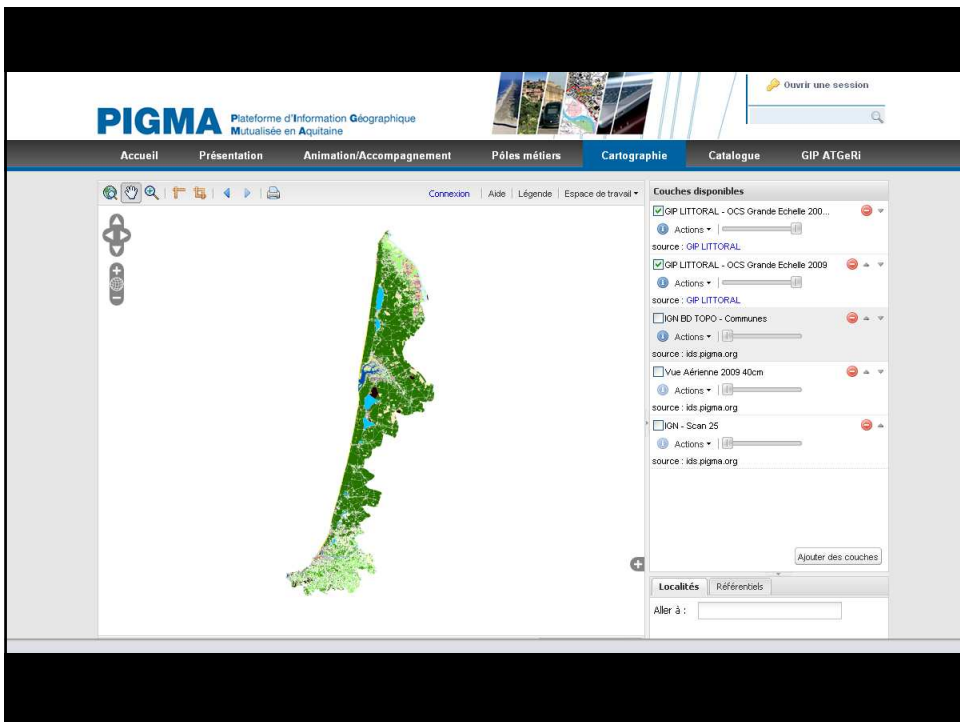 Ouvrir une session
PIGMA Plateforme d'Information Géographique
Mutualisée en Aquitaine
Accueil Présentation Animation/Accompagnement Pôles métiers Cartographie Catalogue GIP ATGeRi
Connexion Aide Légende Espace de travail
Couches disponibles
GIP LITTORAL - OCS Grande Echelle 200...
Actions
source : GIP LITTORAL
GIP LITTORAL - OCS Grande Echelle 2009
Actions
source : GIP LITTORAL
IGN BD TOPO - Communes
Actions
source : ids.pigma.org
Vue Aérienne 2009 40cm
Actions
source : ids.pigma.org
IGN - Scan 25
Actions
source : ids.pigma.org
Ajouter des couches
Localités Référentiels
Aller à :